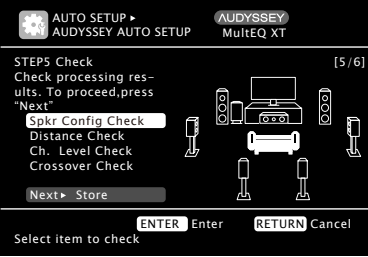 AUTO SETUP ▸
AUDYSSEY AUTO SETUP
AUDYSSEY
MultEQ XT
STEP5 Check
[5/6]
Check processing res-
ults. To proceed,press
“Next”
Spkr Config Check
Distance Check
Ch. Level Check
Crossover Check
Next▸ Store
ENTER Enter
RETURN Cancel
Select item to check